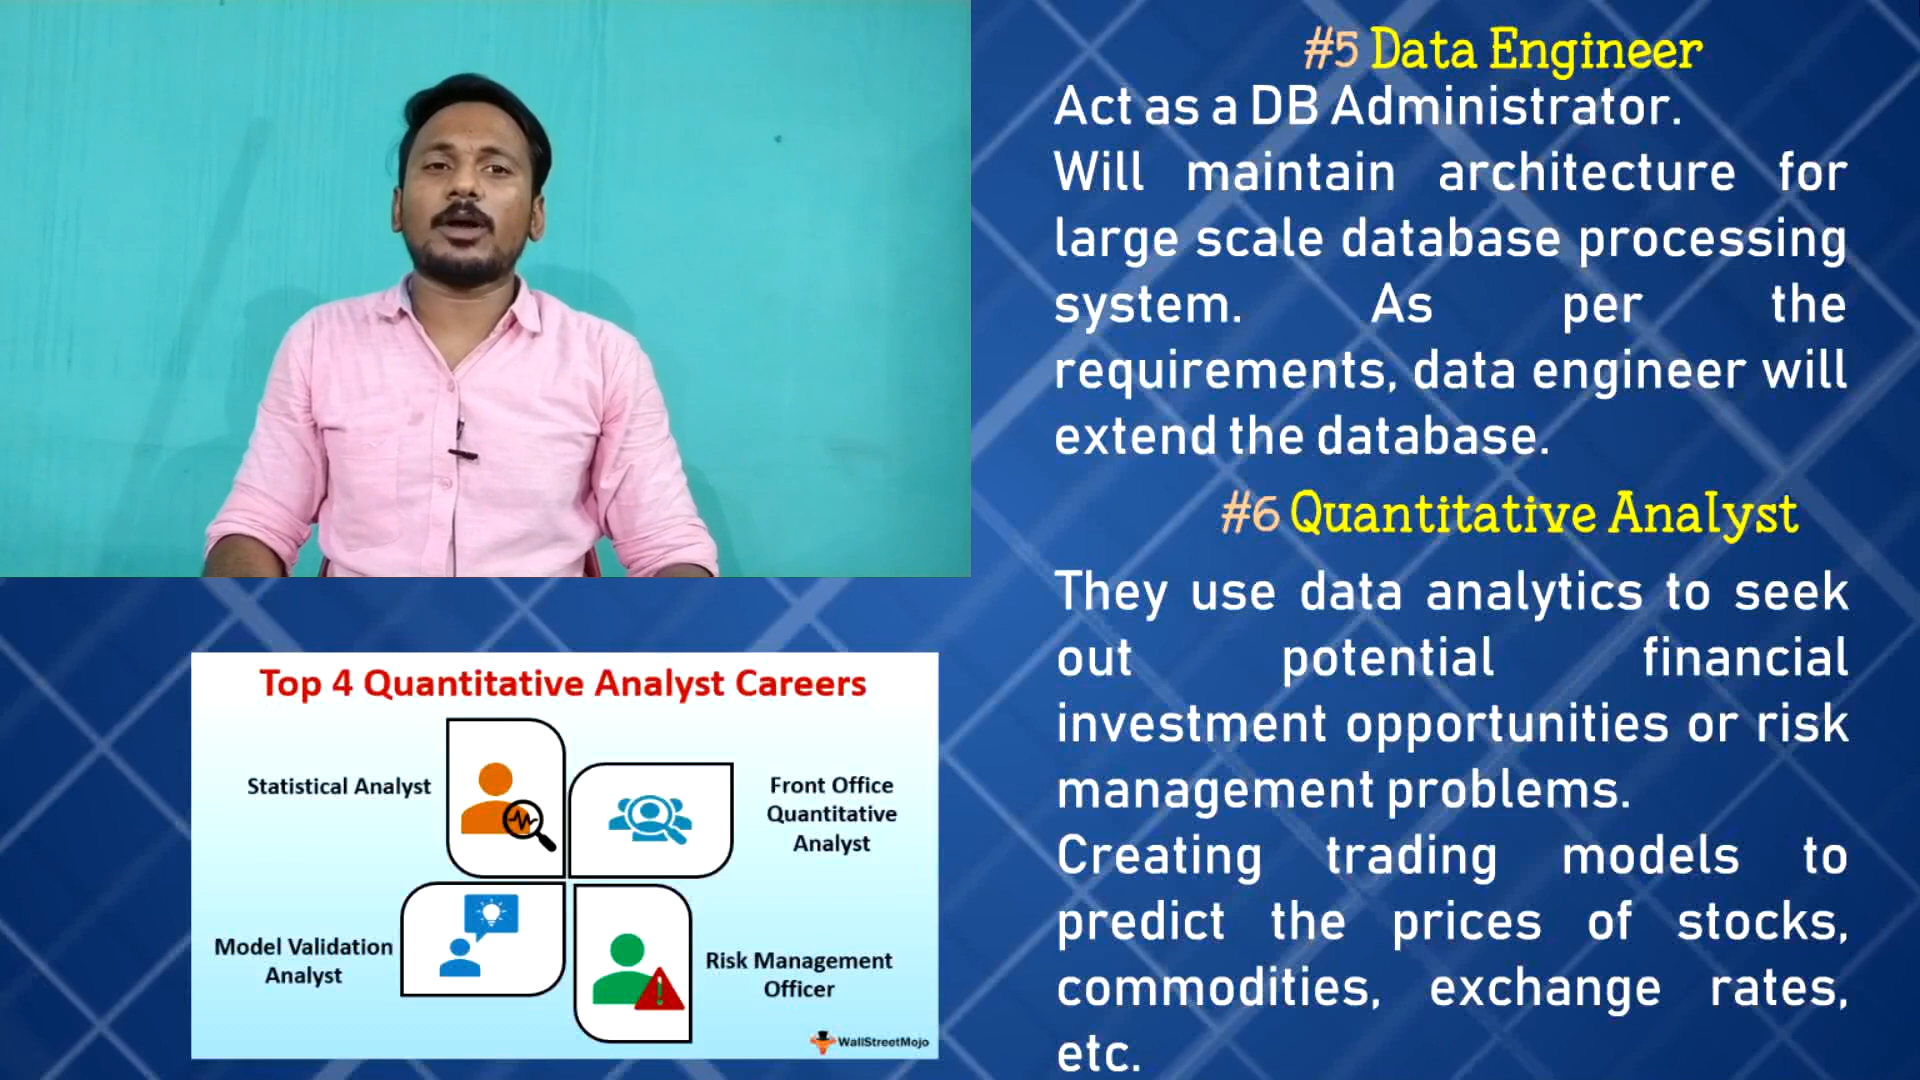 #5 Data Engineer
Act as a DB Administrator.
Will maintain architecture for
large scale database processing
system. As per the
requirements, data engineer will
extend the database.
#6 Quantitative Analyst
They use data analytics to seek
out potential financial
investment opportunities or risk
management problems.
Creating trading models to
predict the prices of stocks,
commodities, exchange rates,
etc.
Top 4 Quantitative Analyst Careers
Statistical Analyst
Front Office
Quantitative
Analyst
Model Validation
Analyst
Risk Management
Officer
WallStreetMojo